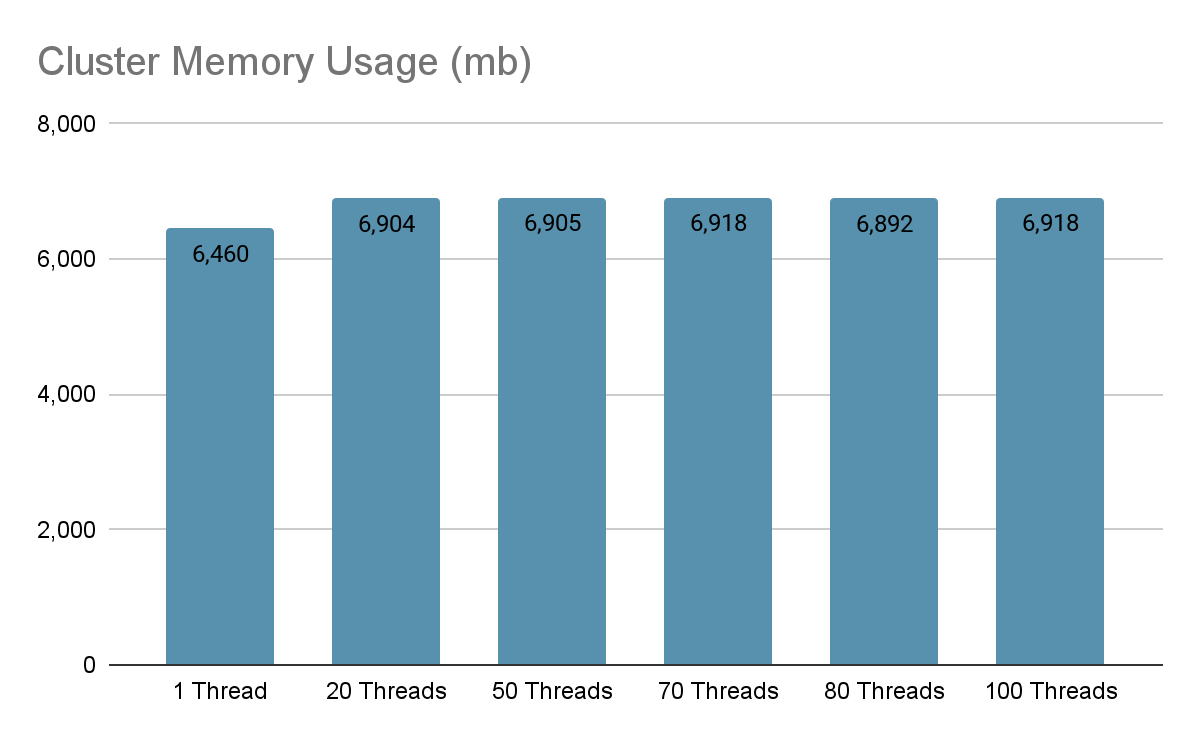 Cluster Memory Usage (mb)
8,000
6,000
4,000
2,000
0
6,460
6,904
6,905
6,918
6,892
6,918
1 Thread
20 Threads
50 Threads
70 Threads
80 Threads
100 Threads